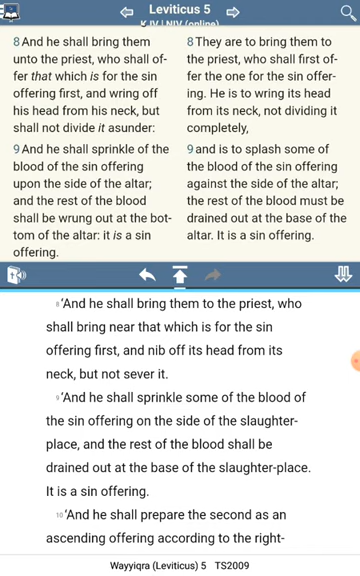 Leviticus 5
KJV | NIV (online)
8 And he shall bring them
unto the priest, who shall of-
fer that which is for the sin
offering first, and wring off
his head from his neck, but
shall not divide it asunder:
9 And he shall sprinkle of the
blood of the sin offering
upon the side of the altar;
and the rest of the blood
shall be wrung out at the bot-
tom of the altar: it is a sin
offering.
8 They are to bring them to
the priest, who shall first of-
fer the one for the sin offer-
ing. He is to wring its head
from its neck, not dividing it
completely,
9 and is to splash some of
the blood of the sin offering
against the side of the altar;
the rest of the blood must be
drained out at the base of the
altar. It is a sin offering.
8 ‘And he shall bring them to the priest, who
shall bring near that which is for the sin
offering first, and nib off its head from its
neck, but not sever it.
9 ‘And he shall sprinkle some of the blood of
the sin offering on the side of the slaughter-
place, and the rest of the blood shall be
drained out at the base of the slaughter-place.
It is a sin offering.
10 ‘And he shall prepare the second as an
ascending offering according to the right-
Wayyiqra (Leviticus) 5 TS2009